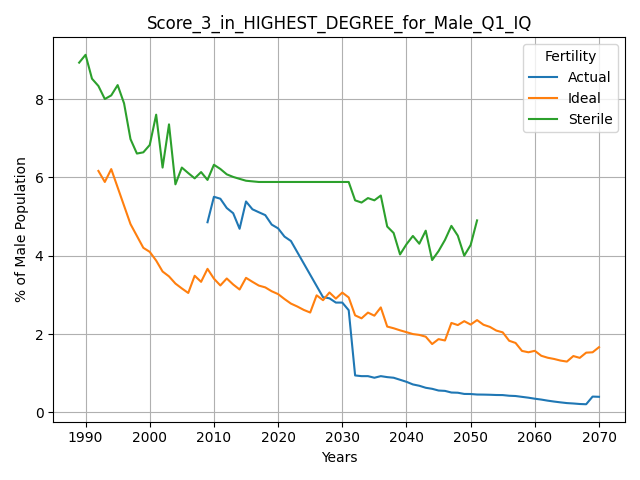 Score_3_in_HIGHEST_DEGREE_for_Male_Q1_IQ
Fertility
Actual
Ideal
Sterile
% of Male Population
8
6
4
2
0
1990 2000 2010 2020 2030 2040 2050 2060 2070
Years